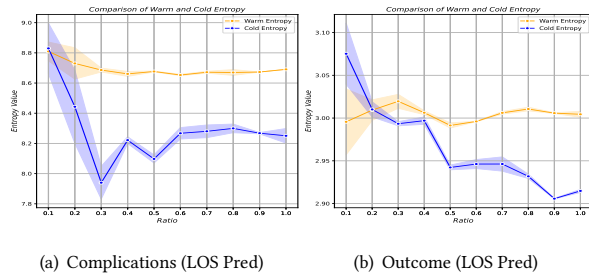 Comparison of Warm and Cold Entropy
Warm Entropy
Cold Entropy
Entropy Value
9.0
8.8
8.6
8.4
8.2
8.0
7.8
0.1 0.2 0.3 0.4 0.5 0.6 0.7 0.8 0.9 1.0
Ratio
(a) Complications (LOS Pred)
Comparison of Warm and Cold Entropy
Warm Entropy
Cold Entropy
Entropy Value
3.10
3.05
3.00
2.95
2.90
0.1 0.2 0.3 0.4 0.5 0.6 0.7 0.8 0.9 1.0
Ratio
(b) Outcome (LOS Pred)